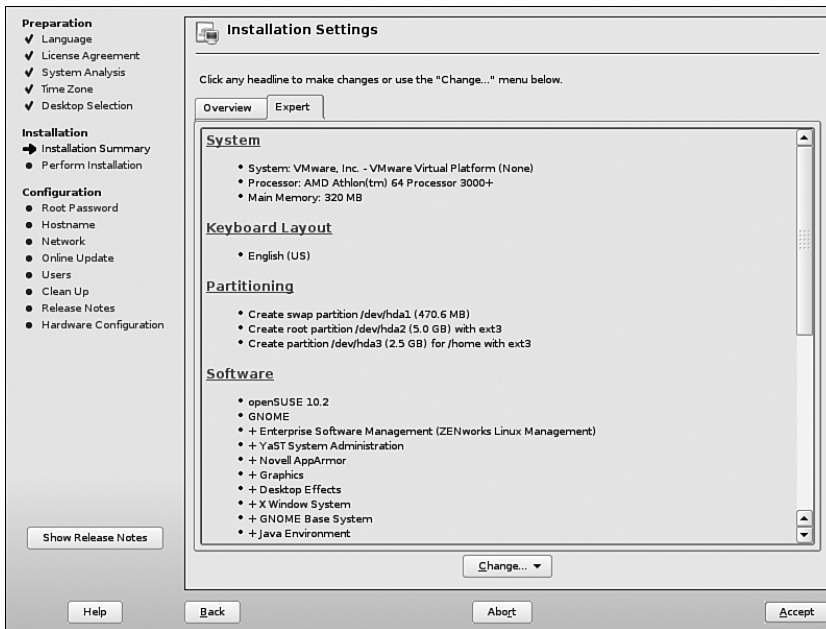 Preparation
Language
License Agreement
System Analysis
Time Zone
Desktop Selection
Installation
Installation Summary
Perform Installation
Configuration
Root Password
Hostname
Network
Online Update
Users
Clean Up
Release Notes
Hardware Configuration
Show Release Notes
Installation Settings
Click any headline to make changes or use the "Change..." menu below.
Overview
Expert
System
• System: VMware, Inc. - VMware Virtual Platform (None)
• Processor: AMD Athlon(tm) 64 Processor 3000+
• Main Memory: 320 MB
Keyboard Layout
• English (US)
Partitioning
• Create swap partition /dev/hda1 (470.6 MB)
• Create root partition /dev/hda2 (5.0 GB) with ext3
• Create partition /dev/hda3 (2.5 GB) for /home with ext3
Software
• openSUSE 10.2
• GNOME
• + Enterprise Software Management (ZENworks Linux Management)
• + YaST System Administration
• + Novell AppArmor
• + Graphics
• + Desktop Effects
• + X Window System
• + GNOME Base System
• + Java Environment
Change...
Help
Back
Abort
Accept